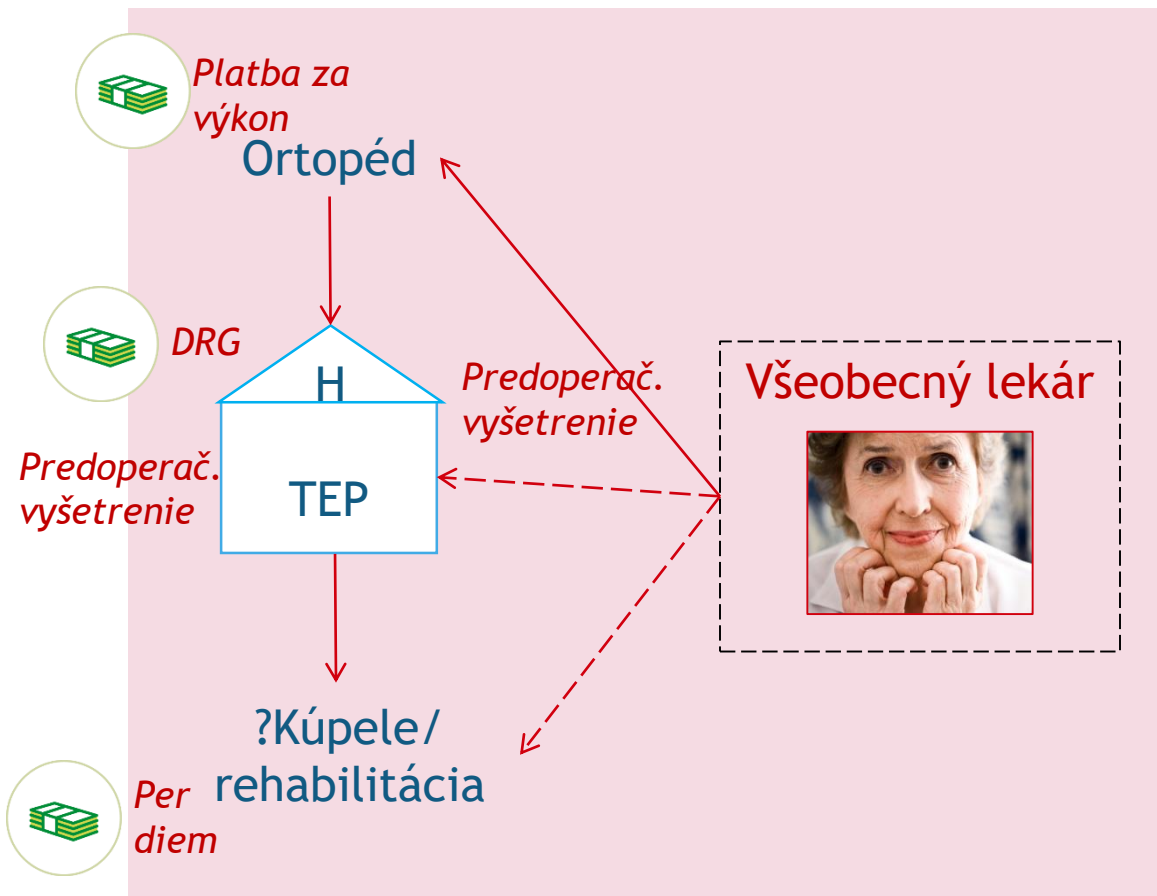 Platba za
výkon
Ortopéd
DRG
H
Predoperač.
vyšetrenie
Všeobecný lekár
Predoperač.
vyšetrenie
TEP
?Kúpele/
rehabilitácia
Per
diem